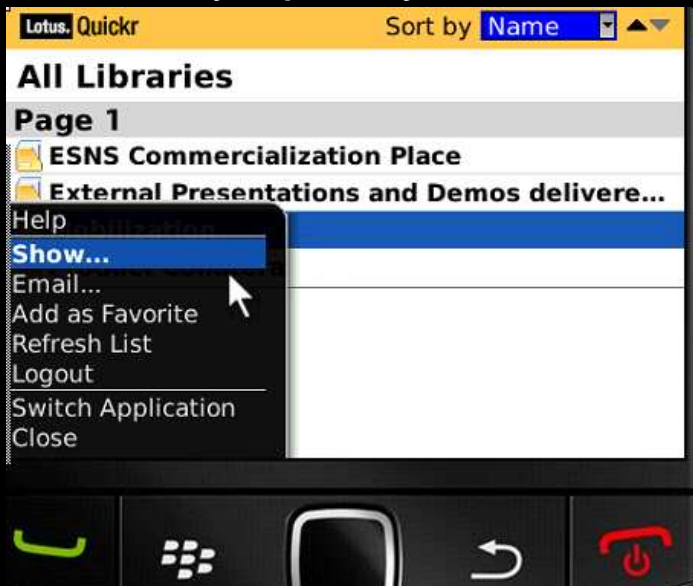 Lotus. Quickr Sort by Name
All Libraries
Page 1
ESNS Commercialization Place
External Presentations and Demos delivere...
Help
Show...
Email...
Add as Favorite
Refresh List
Logout
Switch Application
Close